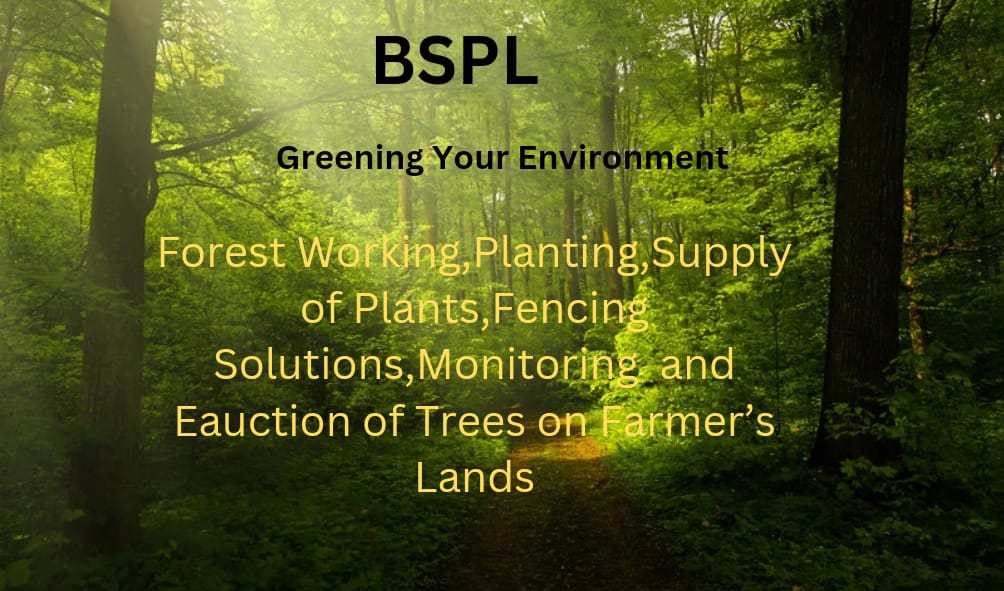 BSPL
Greening Your Environment
Forest Working,Planting,Supply
of Plants,Fencing
Solutions,Monitoring  and
Eauction of Trees on Farmer’s
Lands